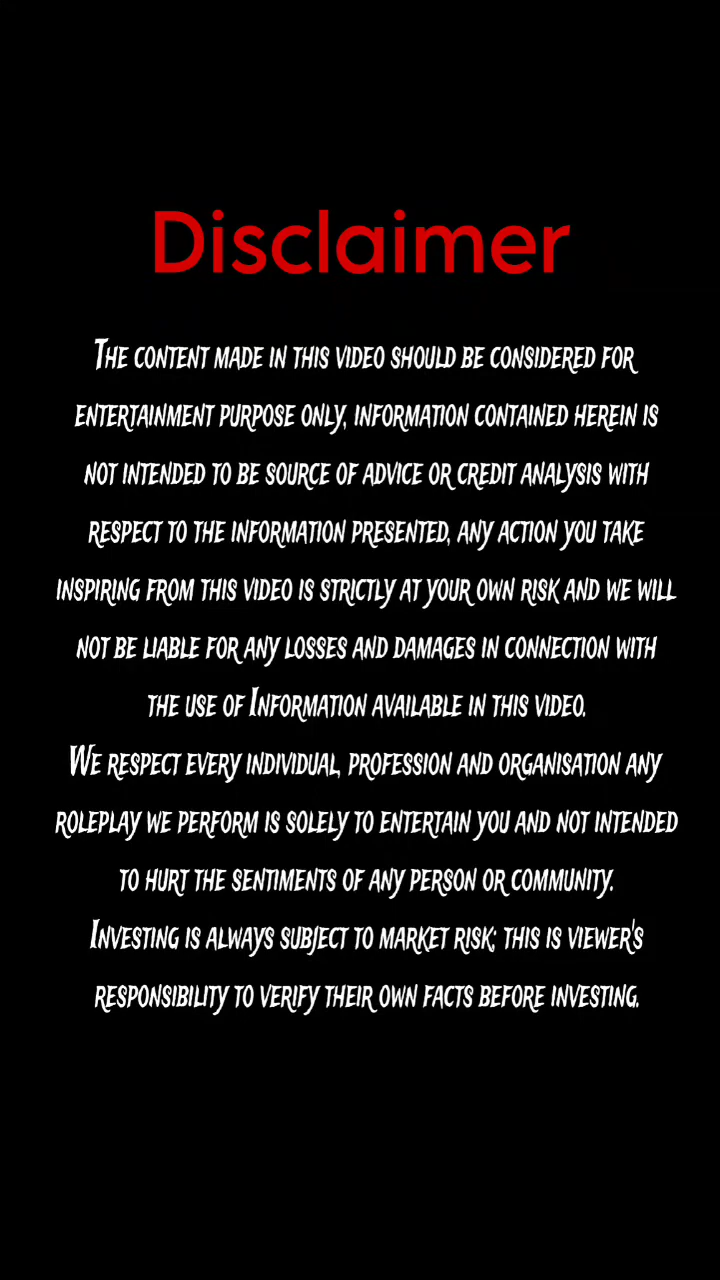 Disclaimer
The content made in this video should be considered for
entertainment purpose only, information contained herein is
not intended to be source of advice or credit analysis with
respect to the information presented, any action you take
inspiring from this video is strictly at your own risk and we will
not be liable for any losses and damages in connection with
the use of Information available in this video.
We respect every individual, profession and organisation any
roleplay we perform is solely to entertain you and not intended
to hurt the sentiments of any person or community.
Investing is always subject to market risk; this is viewer's
responsibility to verify their own facts before investing.